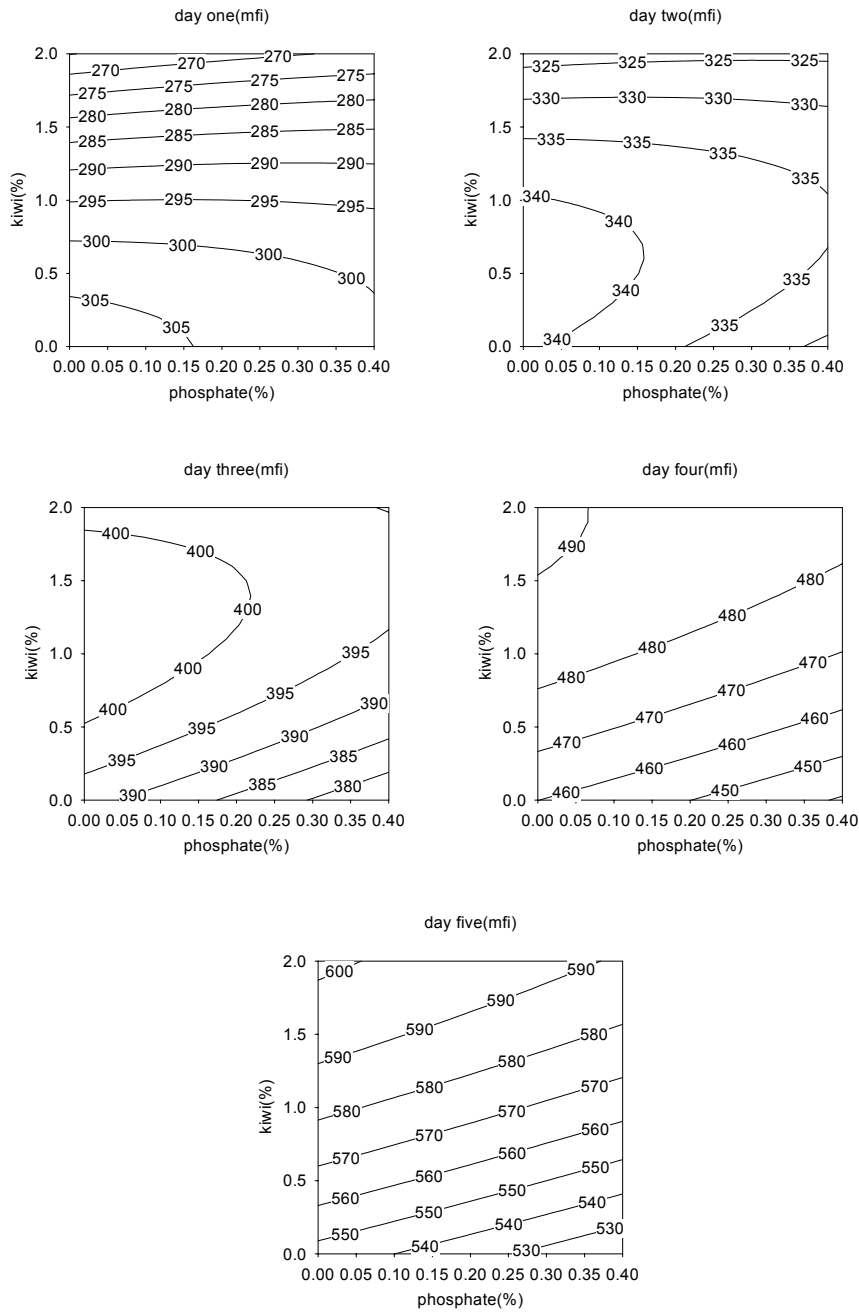 day one(mfi)
2.0
1.5
1.0
0.5
0.0
kiwi(%)
270 270
275 275 275
280 280 280 280
285 285 285 285
290 290 290 290
295 295 295 295
300 300 300 300
305 305
0.00 0.05 0.10 0.15 0.20 0.25 0.30 0.35 0.40
phosphate(%)
day two(mfi)
2.0
1.5
1.0
0.5
0.0
kiwi(%)
325 325 325 325
330 330 330 330
335 335 335 335
340 340
335
340
335
340
0.00 0.05 0.10 0.15 0.20 0.25 0.30 0.35 0.40
phosphate(%)
day three(mfi)
2.0
1.5
1.0
0.5
0.0
kiwi(%)
400 400
400
400
400
395 395 395 395
390 390 390 390
385 385
380
0.00 0.05 0.10 0.15 0.20 0.25 0.30 0.35 0.40
phosphate(%)
day four(mfi)
2.0
1.5
1.0
0.5
0.0
kiwi(%)
490
480 480 480 480
470 470 470 470
460 460 460 460
450 450
0.00 0.05 0.10 0.15 0.20 0.25 0.30 0.35 0.40
phosphate(%)
day five(mfi)
2.0
1.5
1.0
0.5
0.0
kiwi(%)
600
590 590 590 590
580 580 580 580
570 570 570 570
560 560 560 560
550 550 550 550
540 540 540
530 530
0.00 0.05 0.10 0.15 0.20 0.25 0.30 0.35 0.40
phosphate(%)